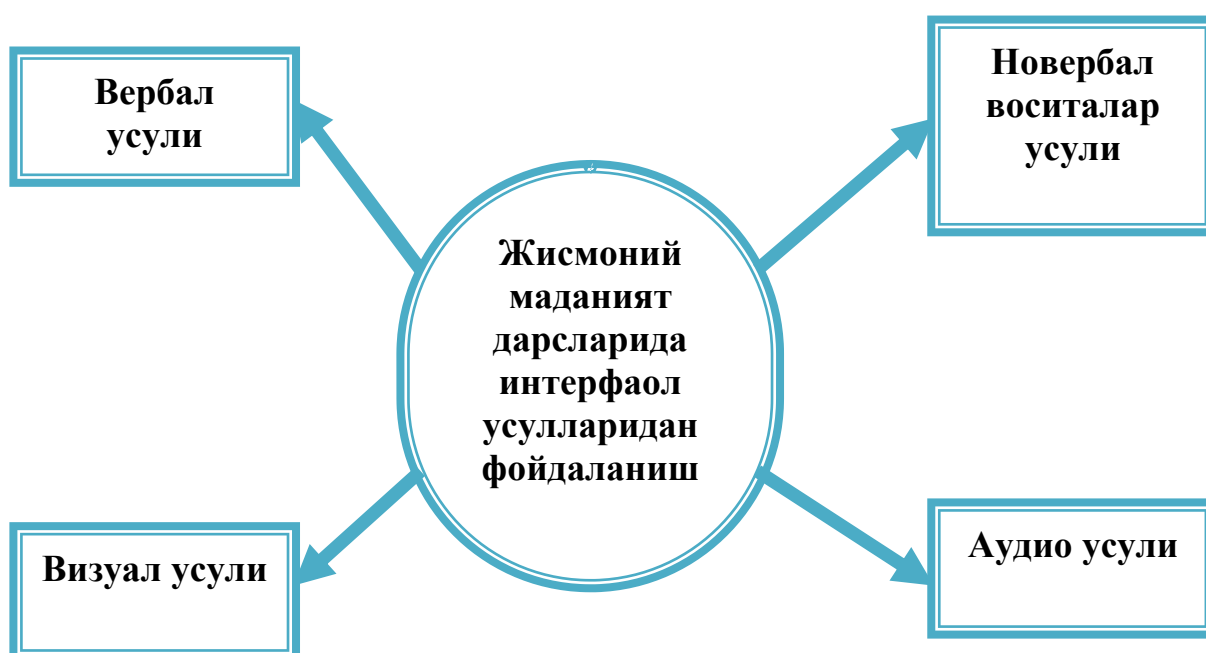 Вербал
усули
Новербал
воситалар
усули
Жисмоний
маданият
дарсларида
интерфаол
усулларидан
фойдаланиш
Визуал усули
Аудио усули